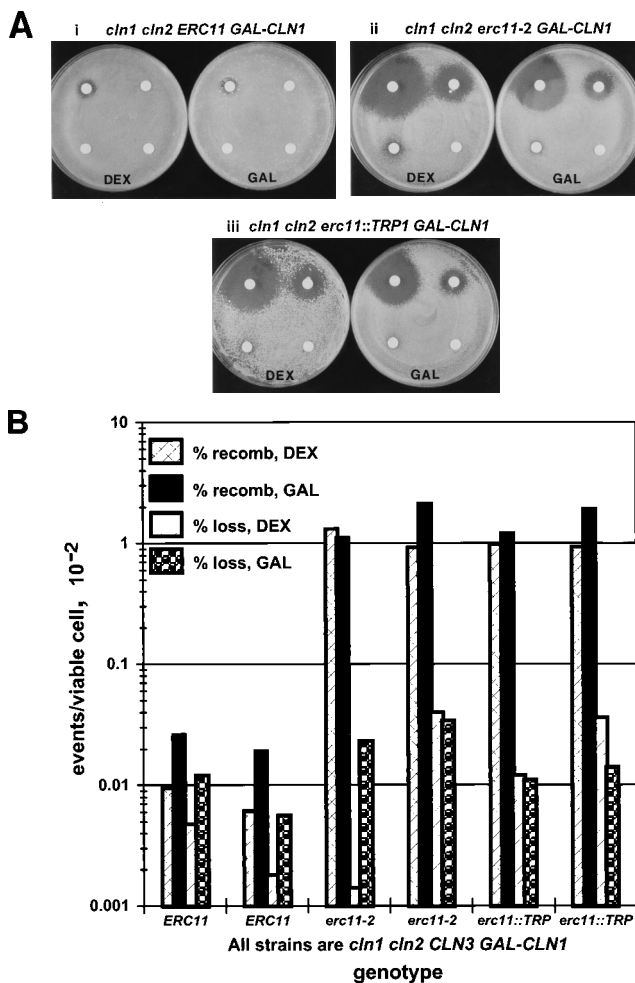 A
i cln1 cln2 ERC11 GAL-CLN1
ii cln1 cln2 erc11-2 GAL-CLN1
DEX
GAL
DEX
GAL
iii cln1 cln2 erc11::TRP1 GAL-CLN1
DEX
GAL
B
10
1
0.1
0.01
0.001
events/viable cell, 10⁻²
% recomb, DEX
% recomb, GAL
% loss, DEX
% loss, GAL
ERC11 ERC11 erc11-2 erc11-2 erc11::TRP erc11::TRP
All strains are cln1 cln2 CLN3 GAL-CLN1
genotype